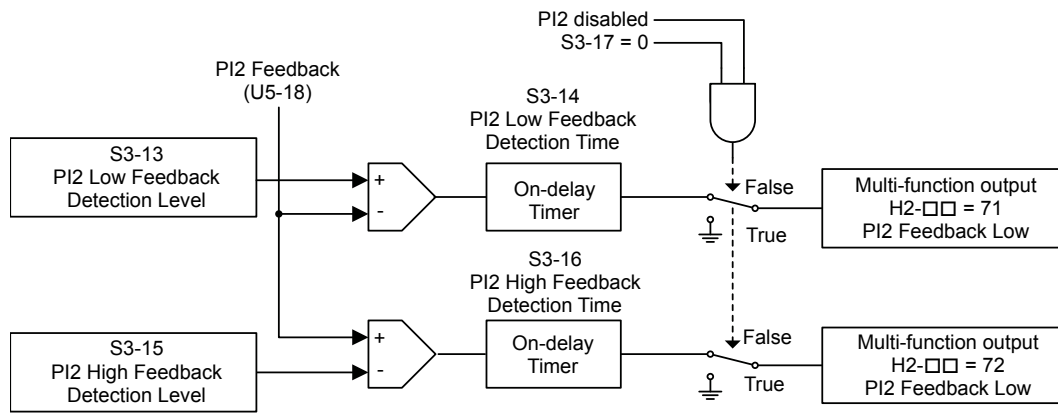 PI2 disabled
S3-17 = 0
PI2 Feedback
(U5-18)
S3-14
PI2 Low Feedback
Detection Time
S3-13
PI2 Low Feedback
Detection Level
+
-
On-delay
Timer
False
True
Multi-function output
H2-□□ = 71
PI2 Feedback Low
S3-16
PI2 High Feedback
Detection Time
S3-15
PI2 High Feedback
Detection Level
+
-
On-delay
Timer
False
True
Multi-function output
H2-□□ = 72
PI2 Feedback Low